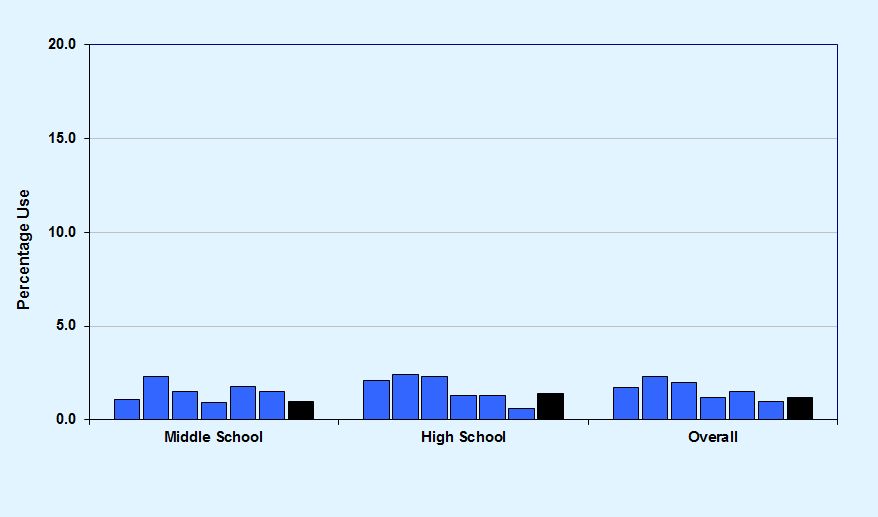 20.0
15.0
10.0
5.0
0.0
Percentage Use
Middle School
High School
Overall